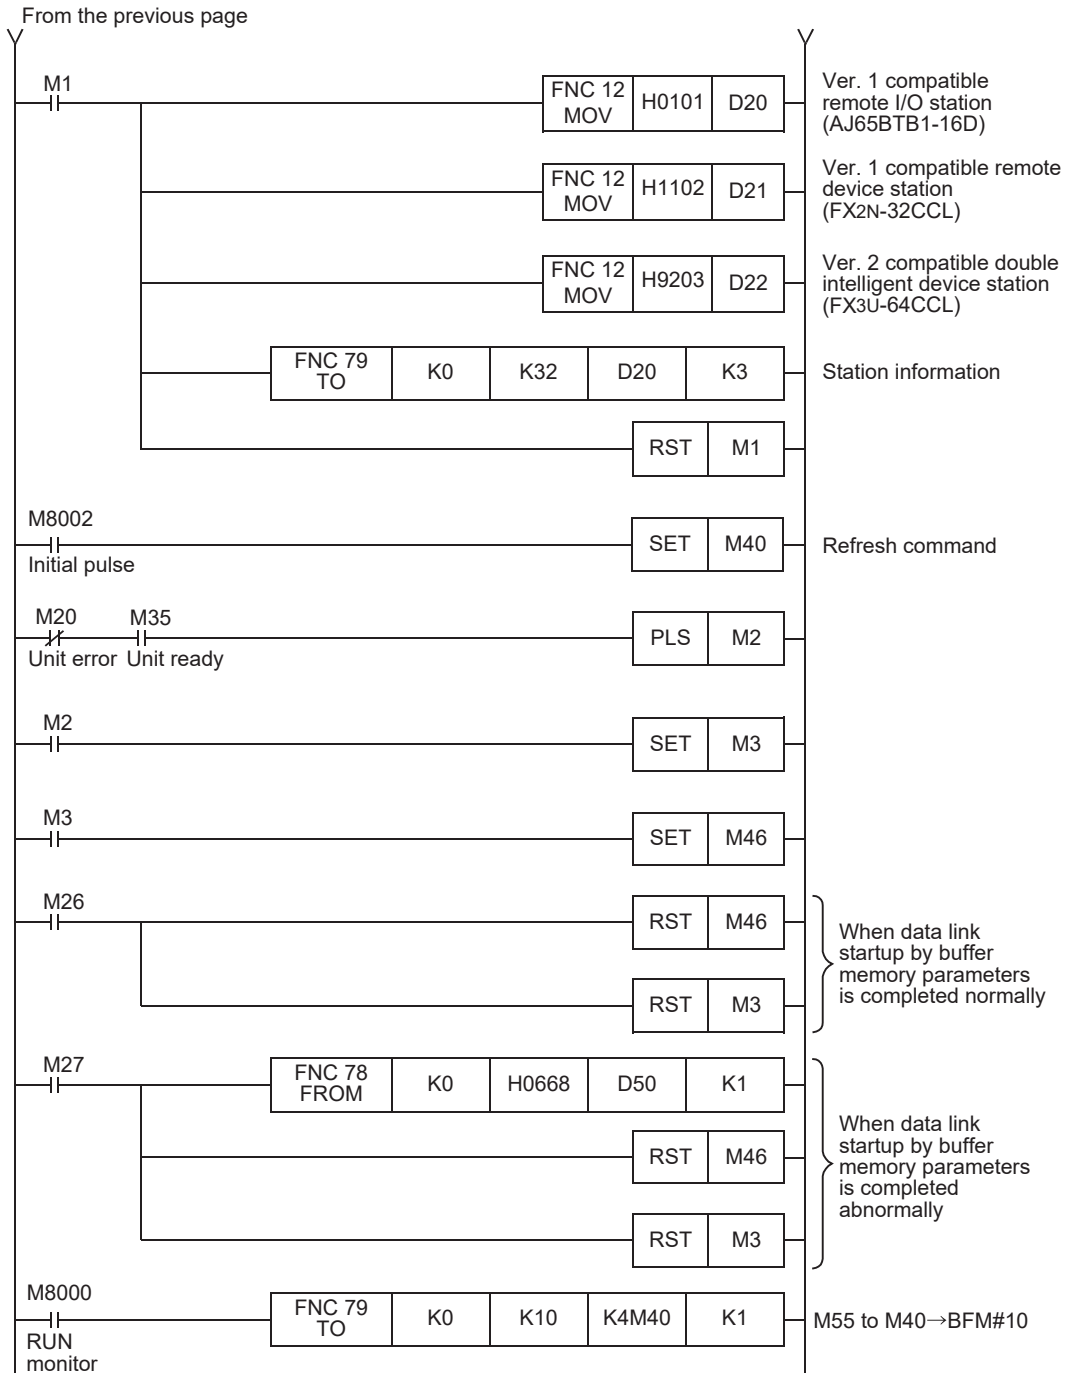 From the previous page
M1
FNC 12
MOV
H0101
D20
Ver. 1 compatible
remote I/O station
(AJ65BTB1-16D)
FNC 12
MOV
H1102
D21
Ver. 1 compatible remote
device station
(FX2N-32CCL)
FNC 12
MOV
H9203
D22
Ver. 2 compatible double
intelligent device station
(FX3U-64CCL)
FNC 79
TO
K0
K32
D20
K3
Station information
RST
M1
M8002
Initial pulse
SET
M40
Refresh command
M20
Unit error
M35
Unit ready
PLS
M2
M2
SET
M3
M3
SET
M46
M26
RST
M46
RST
M3
When data link
startup by buffer
memory parameters
is completed normally
M27
FNC 78
FROM
K0
H0668
D50
K1
RST
M46
RST
M3
When data link
startup by buffer
memory parameters
is completed
abnormally
M8000
RUN
monitor
FNC 79
TO
K0
K10
K4M40
K1
M55 to M40→BFM#10